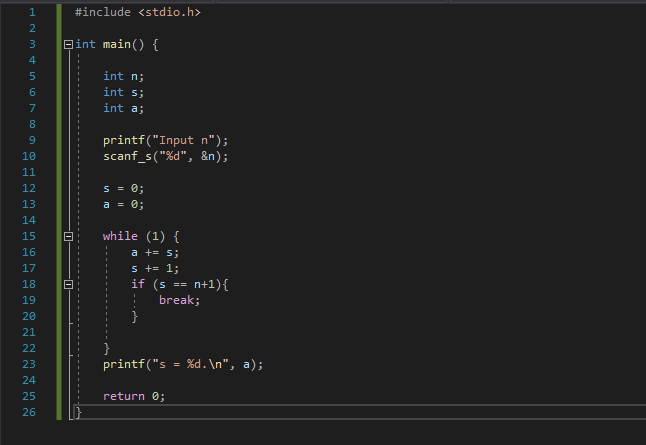 1 #include <stdio.h>
2
3 int main() {
4
5 int n;
6 int s;
7 int a;
8
9 printf("Input n");
10 scanf_s("%d", &n);
11
12 s = 0;
13 a = 0;
14
15 while (1) {
16 a += s;
17 s += 1;
18 if (s == n+1){
19 break;
20 }
21
22 }
23 printf("s = %d.\n", a);
24
25 return 0;
26 }